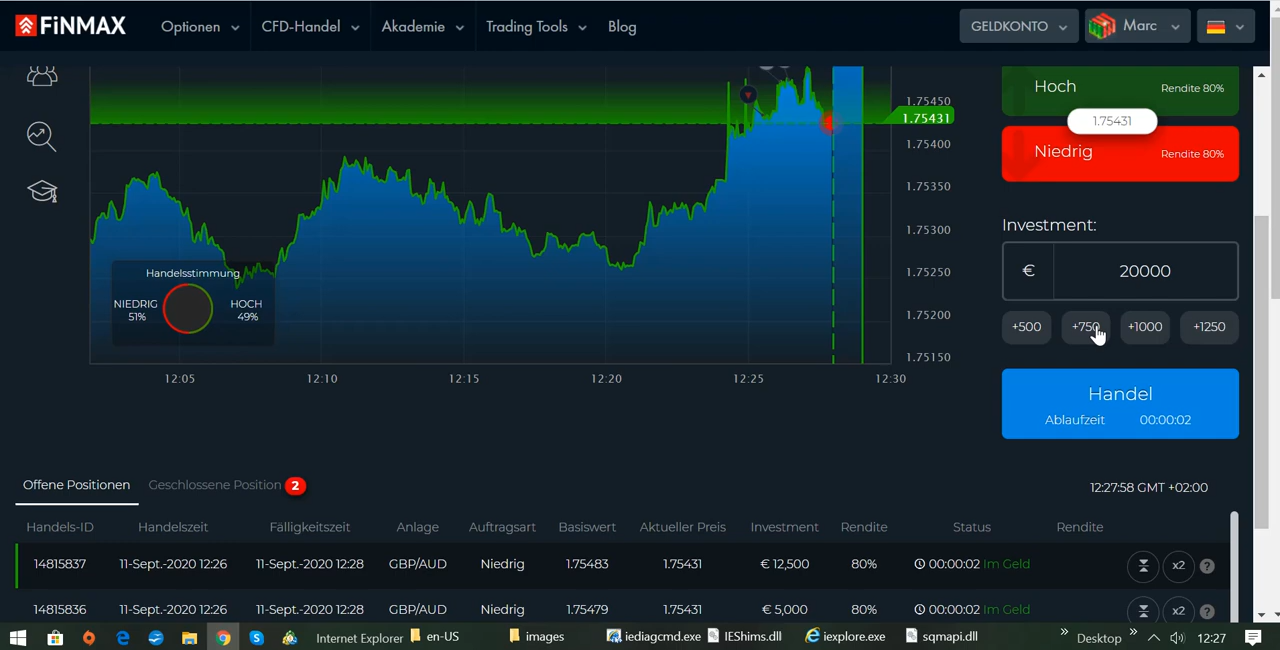 FiNMAX
Optionen
CFD-Handel
Akademie
Trading Tools
Blog
GELDKONTO
Marc
Hoch
Rendite 80%
1.75431
Niedrig
Rendite 80%
1.75450
1.75431
1.75400
1.75350
1.75300
1.75250
1.75200
1.75150
Handelsstimmung
NIEDRIG
51%
HOCH
49%
12:05
12:10
12:15
12:20
12:25
12:30
Investment:
€ 20000
+500
+750
+1000
+1250
Handel
Ablaufzeit 00:00:02
Offene Positionen
Geschlossene Position 2
12:27:58 GMT +02:00
Handels-ID Handelszeit Fälligkeitszeit Anlage Auftragsart Basiswert Aktueller Preis Investment Rendite Status Rendite
14815837 11-Sept.-2020 12:26 11-Sept.-2020 12:28 GBP/AUD Niedrig 1.75483 1.75431 € 12,500 80% 00:00:02 Im Geld x2 ?
14815836 11-Sept.-2020 12:26 11-Sept.-2020 12:28 GBP/AUD Niedrig 1.75479 1.75431 € 5,000 80% 00:00:02 Im Geld x2 ?
Internet Explorer
en-US
images
iediagcmd.exe
IEShims.dll
iexplore.exe
sqmapi.dll
Desktop
12:27